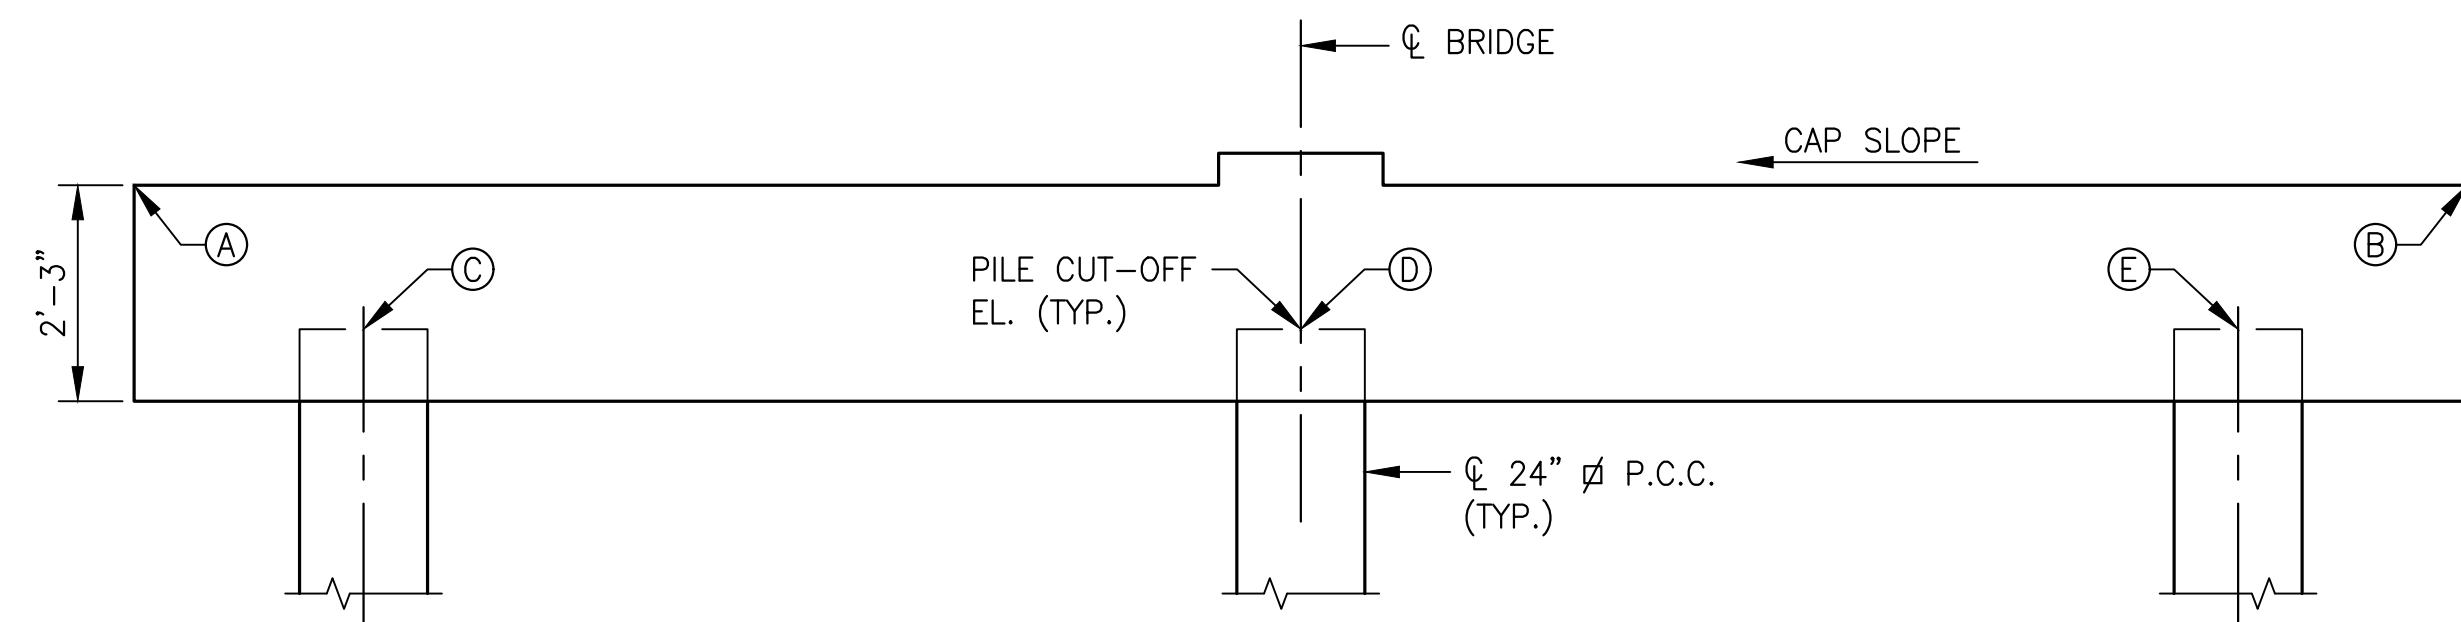 ℄ BRIDGE
CAP SLOPE
2'-3"
A
B
C
PILE CUT-OFF
EL. (TYP.)
D
E
℄ 24" ⌀ P.C.C.
(TYP.)